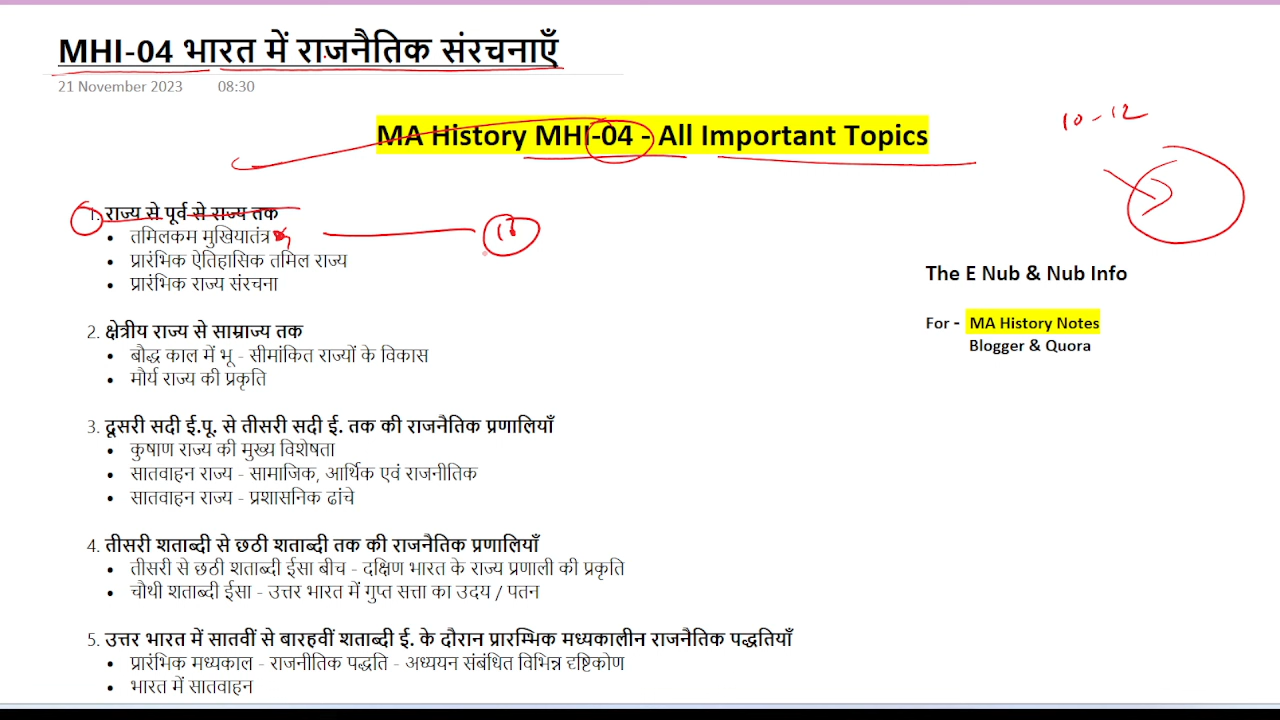 MHI-04 भारत में राजनैतिक संरचनाएँ
21 November 2023 08:30
MA History MHI-04 - All Important Topics
10-12
1. राज्य से पूर्व से राज्य तक
• तमिलकम मुखियातंत्र
• प्रारंभिक ऐतिहासिक तमिल राज्य
• प्रारंभिक राज्य संरचना
The E Nub & Nub Info
For - MA History Notes
Blogger & Quora
2. क्षेत्रीय राज्य से साम्राज्य तक
• बौद्ध काल में भू - सीमांकित राज्यों के विकास
• मौर्य राज्य की प्रकृति
3. दूसरी सदी ई.पू. से तीसरी सदी ई. तक की राजनैतिक प्रणालियाँ
• कुषाण राज्य की मुख्य विशेषता
• सातवाहन राज्य - सामाजिक, आर्थिक एवं राजनीतिक
• सातवाहन राज्य - प्रशासनिक ढांचे
4. तीसरी शताब्दी से छठी शताब्दी तक की राजनैतिक प्रणालियाँ
• तीसरी से छठी शताब्दी ईसा बीच - दक्षिण भारत के राज्य प्रणाली की प्रकृति
• चौथी शताब्दी ईसा - उत्तर भारत में गुप्त सत्ता का उदय / पतन
5. उत्तर भारत में सातवीं से बारहवीं शताब्दी ई. के दौरान प्रारम्भिक मध्यकालीन राजनैतिक पद्धतियाँ
• प्रारंभिक मध्यकाल - राजनीतिक पद्धति - अध्ययन संबंधित विभिन्न दृष्टिकोण
• भारत में सातवाहन